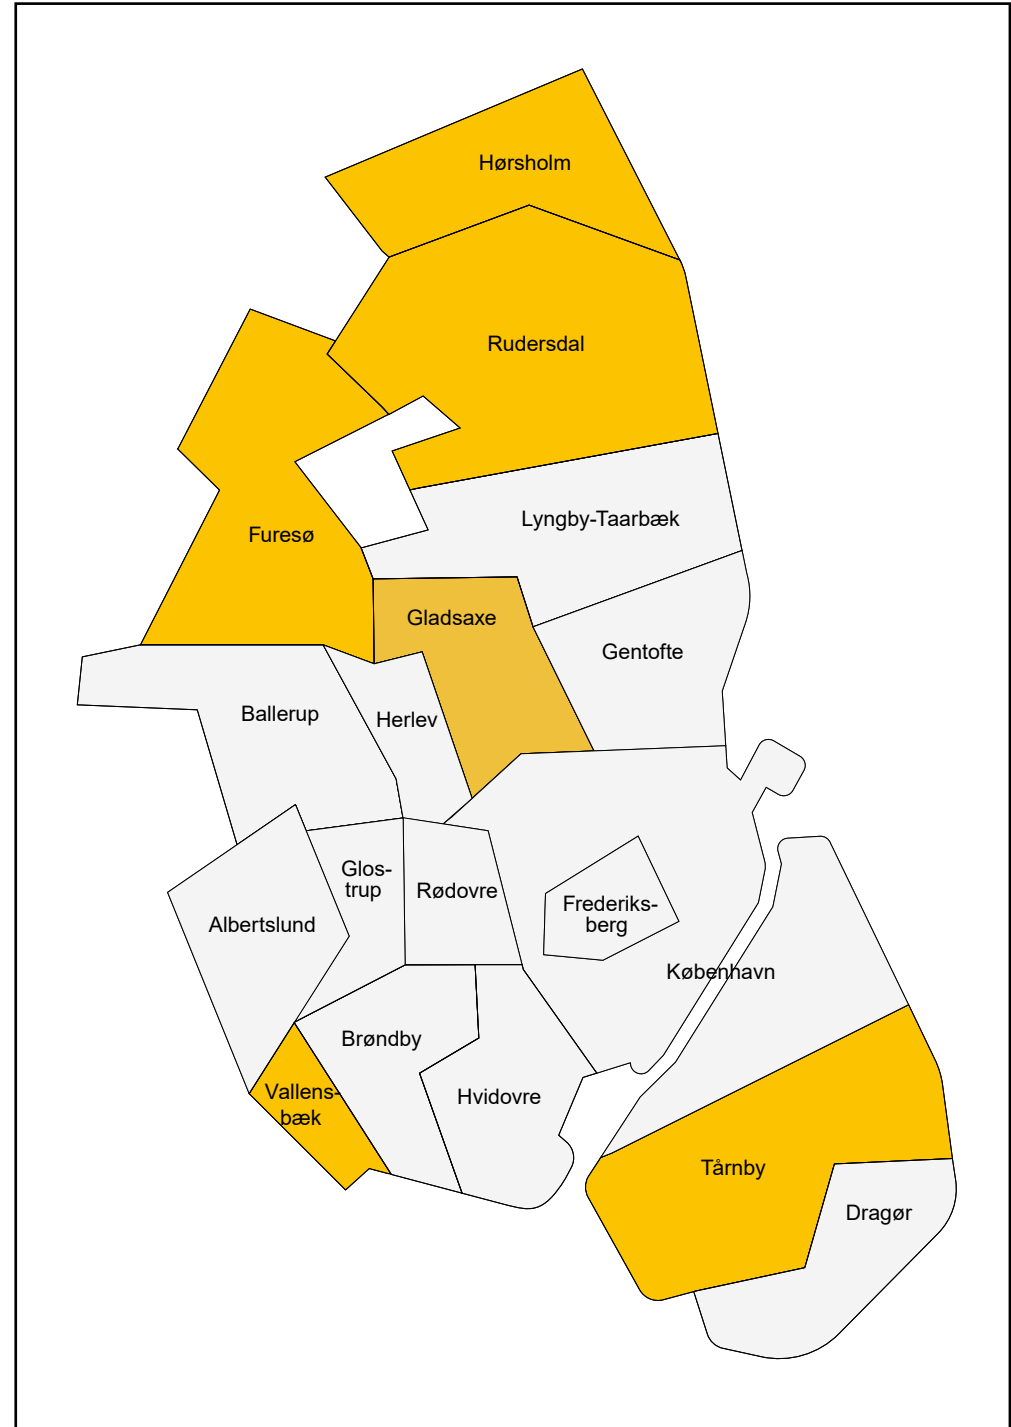 Hørsholm
Rudersdal
Lyngby-Taarbæk
Furesø
Gladsaxe
Gentofte
Ballerup
Herlev
Glos-
trup
Rødovre
Frederiks-
berg
Albertslund
København
Brøndby
Vallens-
bæk
Hvidovre
Tårnby
Dragør